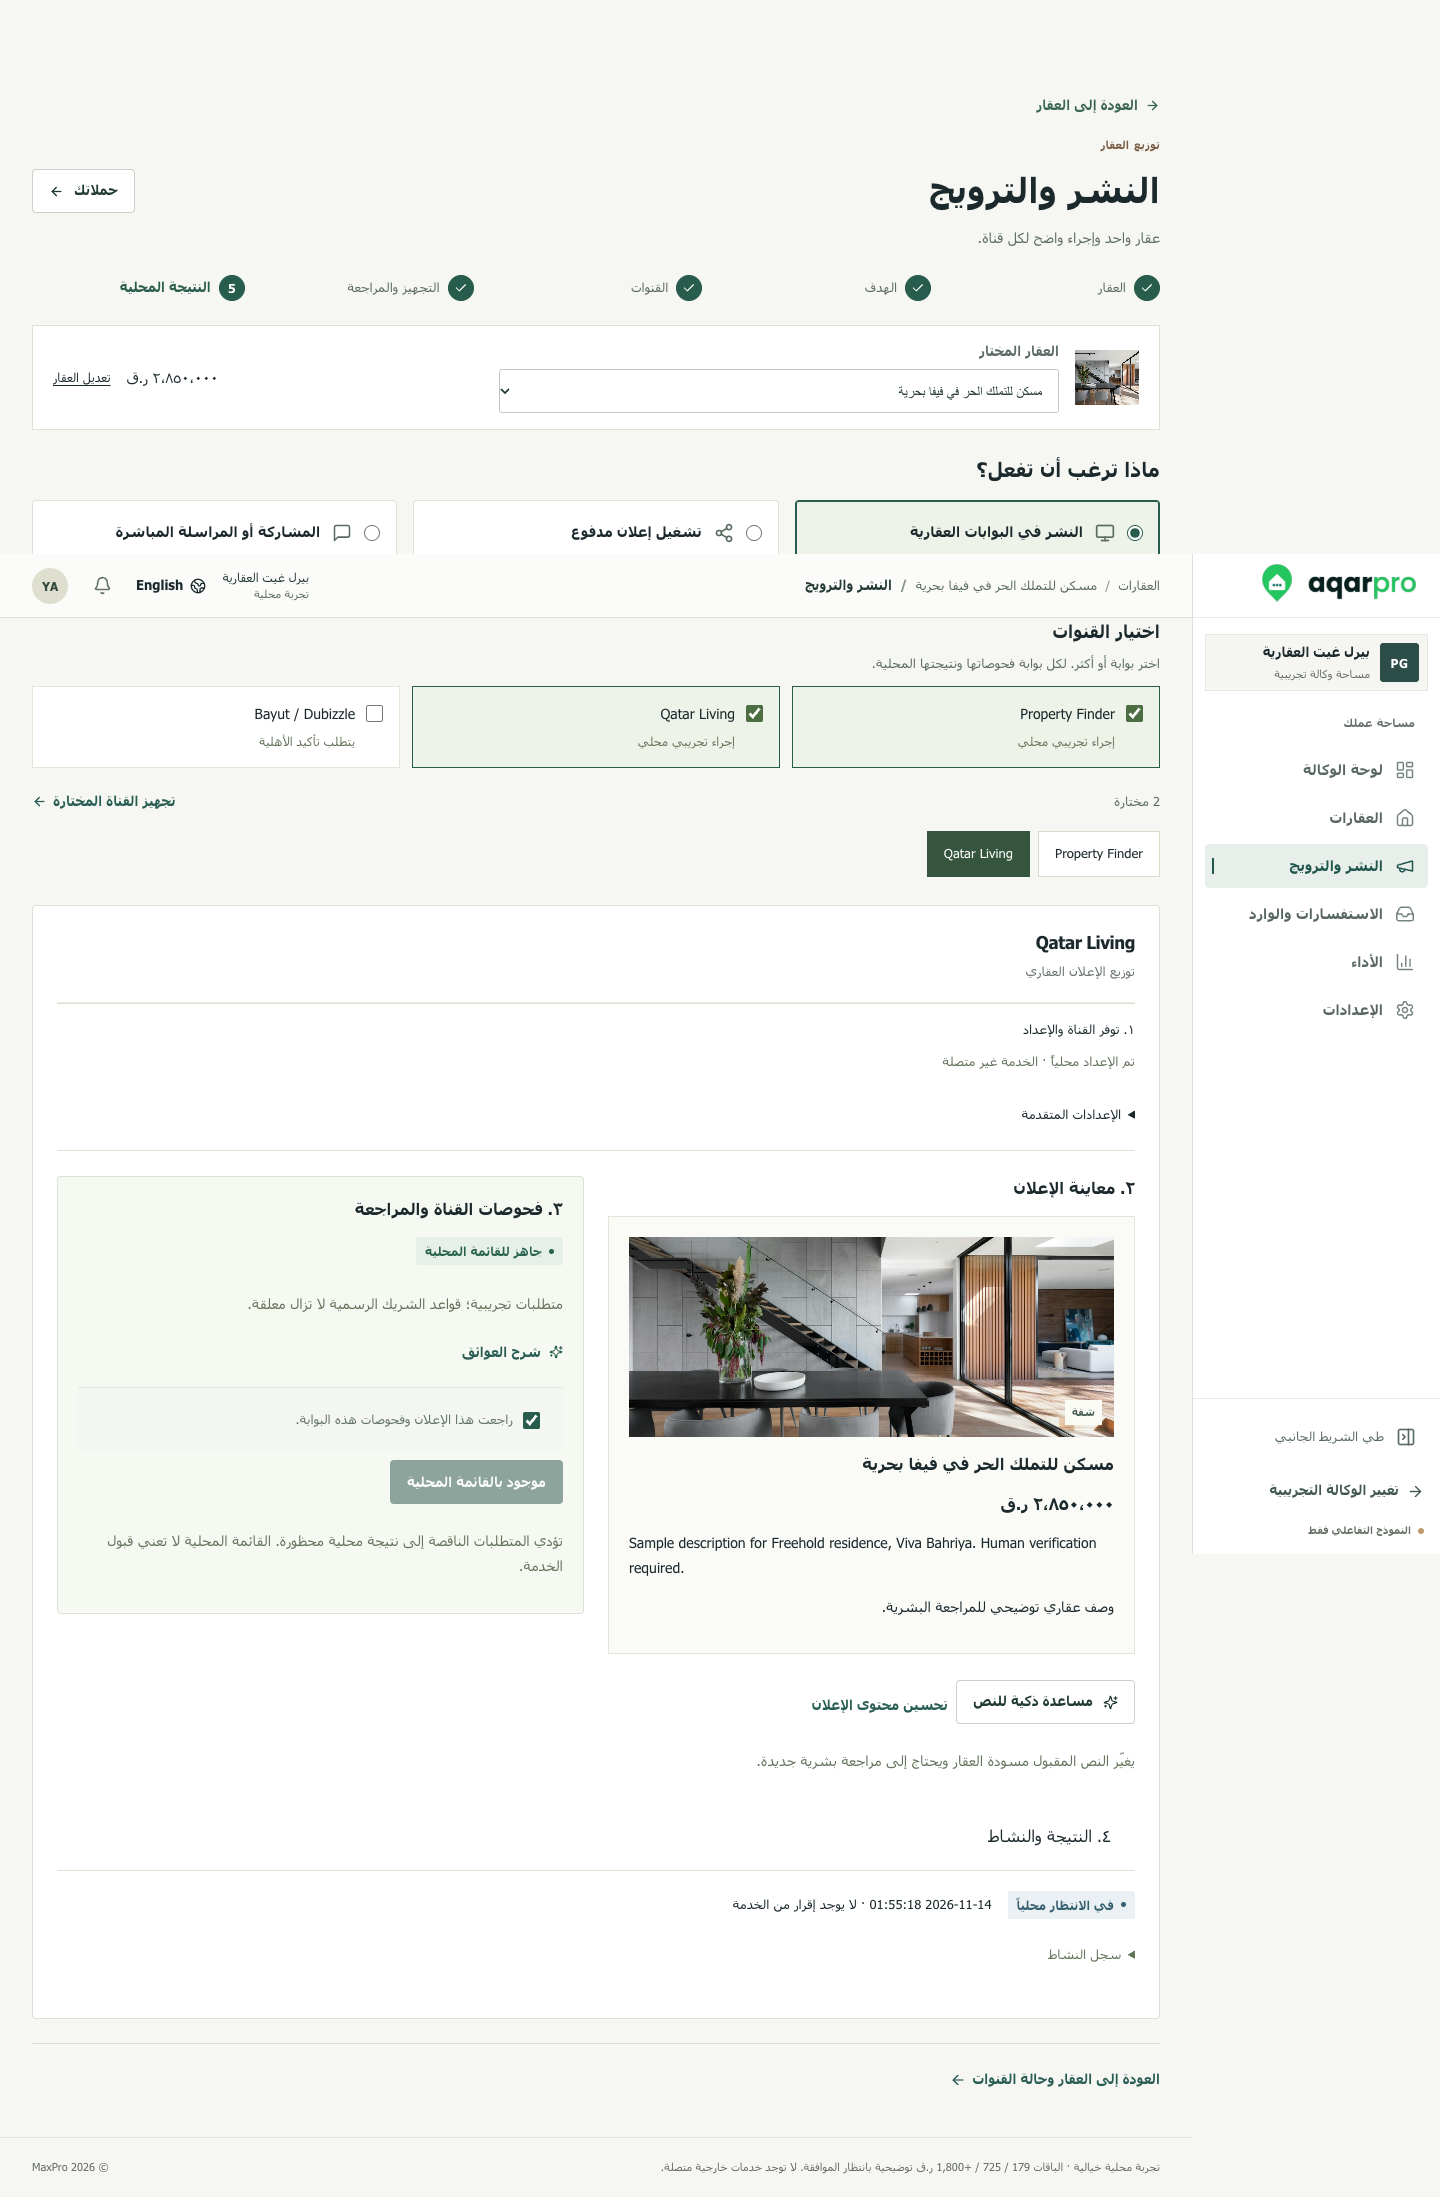 العودة إلى العقار
توزيع العقار
النشر والترويج
حملاتك
عقار واحد وإجراء واضح لكل قناة.
العقار
الهدف
القنوات
التجهيز والمراجعة
5 النتيجة المحلية
العقار المختار
مسكن للتملك الحر في فيفا بحرية
٢،٨٥٠،٠٠٠ ر.ق
تعديل العقار
ماذا ترغب أن تفعل؟
النشر في البوابات العقارية
تشغيل إعلان مدفوع
المشاركة أو المراسلة المباشرة
aqarpro
العقارات / مسكن للتملك الحر في فيفا بحرية / النشر والترويج
بيرل غيت العقارية
تجربة محلية
English
YA
PG
بيرل غيت العقارية
مساحة وكالة تجريبية
مساحة عملك
لوحة الوكالة
العقارات
النشر والترويج
الاستفسارات والوارد
الأداء
الإعدادات
طي الشريط الجانبي
تغيير الوكالة التجريبية
النموذج التفاعلي فقط
اختيار القنوات
اختر بوابة أو أكثر. لكل بوابة فحوصاتها ونتيجتها المحلية.
Property Finder
إجراء تجريبي محلي
Qatar Living
إجراء تجريبي محلي
Bayut / Dubizzle
يتطلب تأكيد الأهلية
2 مختارة
تجهيز القناة المختارة
Property Finder
Qatar Living
Qatar Living
توزيع الإعلان العقاري
١. توفر القناة والإعداد
تم الإعداد محلياً · الخدمة غير متصلة
الإعدادات المتقدمة
٢. معاينة الإعلان
شقة
مسكن للتملك الحر في فيفا بحرية
٢،٨٥٠،٠٠٠ ر.ق
Sample description for Freehold residence, Viva Bahriya. Human verification
required.
وصف عقاري توضيحي للمراجعة البشرية.
٣. فحوصات القناة والمراجعة
جاهز للقائمة المحلية
متطلبات تجريبية؛ قواعد الشريك الرسمية لا تزال معلقة.
شرح العوائق
راجعت هذا الإعلان وفحوصات هذه البوابة.
موجود بالقائمة المحلية
تؤدي المتطلبات الناقصة إلى نتيجة محلية محظورة. القائمة المحلية لا تعني قبول
الخدمة.
مساعدة ذكية للنص
تحسين محتوى الإعلان
يغيّر النص المقبول مسودة العقار ويحتاج إلى مراجعة بشرية جديدة.
٤. النتيجة والنشاط
في الانتظار محلياً
2026-11-14 01:55:18 · لا يوجد إقرار من الخدمة
سجل النشاط
العودة إلى العقار وحالة القنوات
تجربة محلية خيالية · الباقات 179 / 725 / +1,800 ر.ق توضيحية بانتظار الموافقة. لا توجد خدمات خارجية متصلة.
© 2026 MaxPro